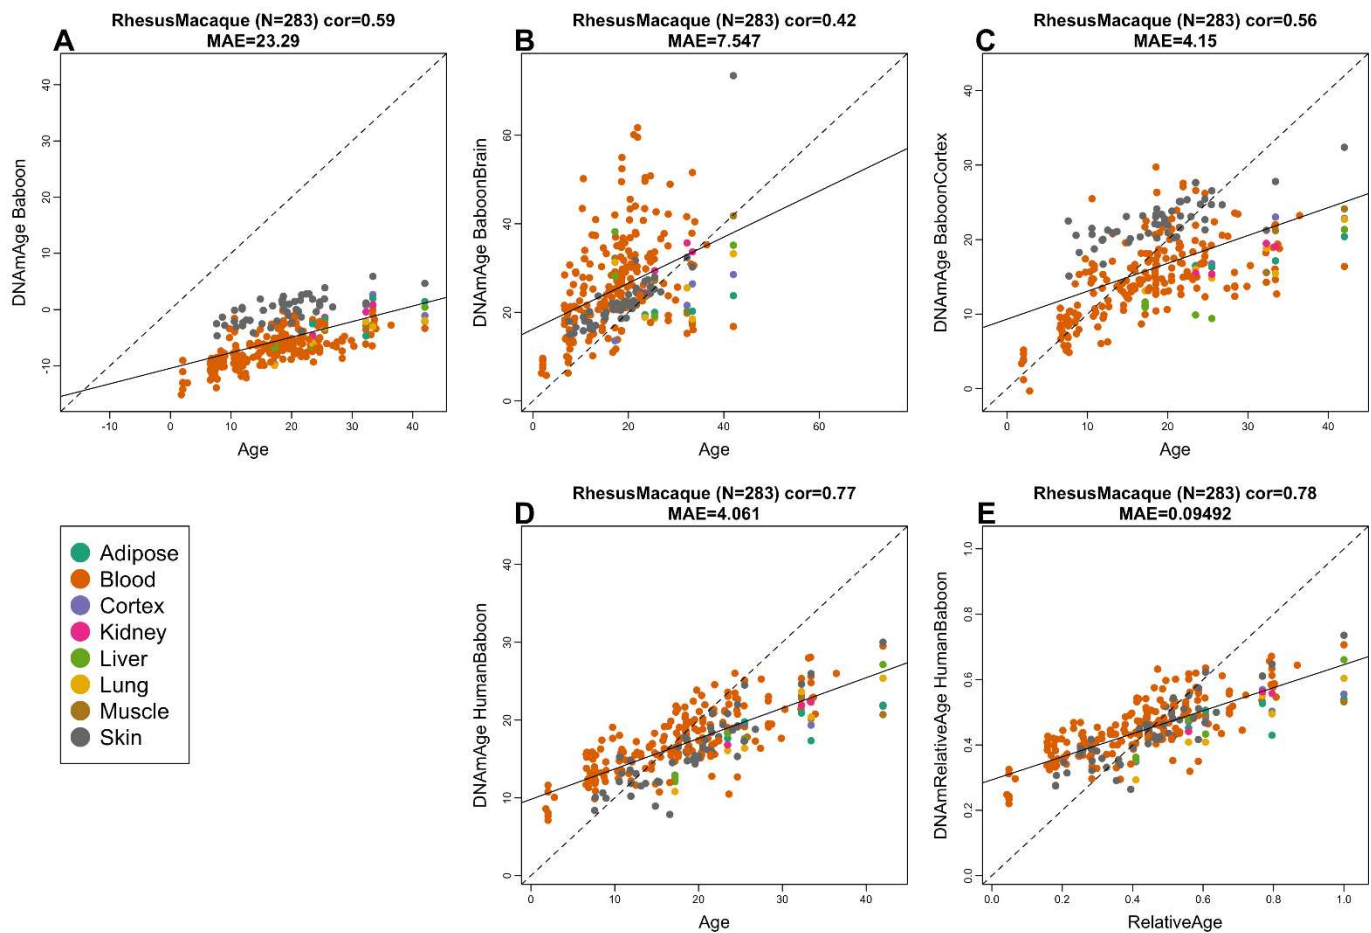 A
RhesusMacaque (N=283) cor=0.59
MAE=23.29
DNAmAge Baboon
40
30
20
10
0
-10
-10 0 10 20 30 40
Age
B
RhesusMacaque (N=283) cor=0.42
MAE=7.547
DNAmAge BaboonBrain
60
40
20
0
0 20 40 60
Age
C
RhesusMacaque (N=283) cor=0.56
MAE=4.15
DNAmAge BaboonCortex
40
30
20
10
0
0 10 20 30 40
Age
Adipose
Blood
Cortex
Kidney
Liver
Lung
Muscle
Skin
D
RhesusMacaque (N=283) cor=0.77
MAE=4.061
DNAmAge HumanBaboon
40
30
20
10
0
0 10 20 30 40
Age
E
RhesusMacaque (N=283) cor=0.78
MAE=0.09492
DNAmRelativeAge HumanBaboon
1.0
0.8
0.6
0.4
0.2
0.0
0.0 0.2 0.4 0.6 0.8 1.0
RelativeAge